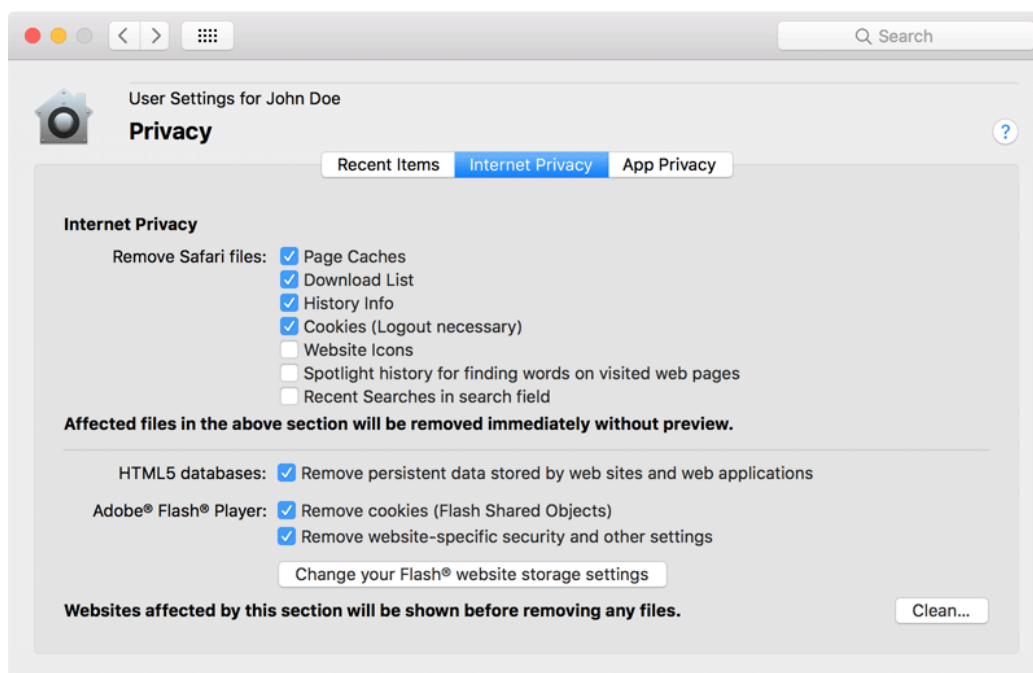 Search
User Settings for John Doe
Privacy
?
Recent Items Internet Privacy App Privacy
Internet Privacy
Remove Safari files: Page Caches
Download List
History Info
Cookies (Logout necessary)
Website Icons
Spotlight history for finding words on visited web pages
Recent Searches in search field
Affected files in the above section will be removed immediately without preview.
HTML5 databases: Remove persistent data stored by web sites and web applications
Adobe® Flash® Player: Remove cookies (Flash Shared Objects)
Remove website-specific security and other settings
Change your Flash® website storage settings
Websites affected by this section will be shown before removing any files. Clean...